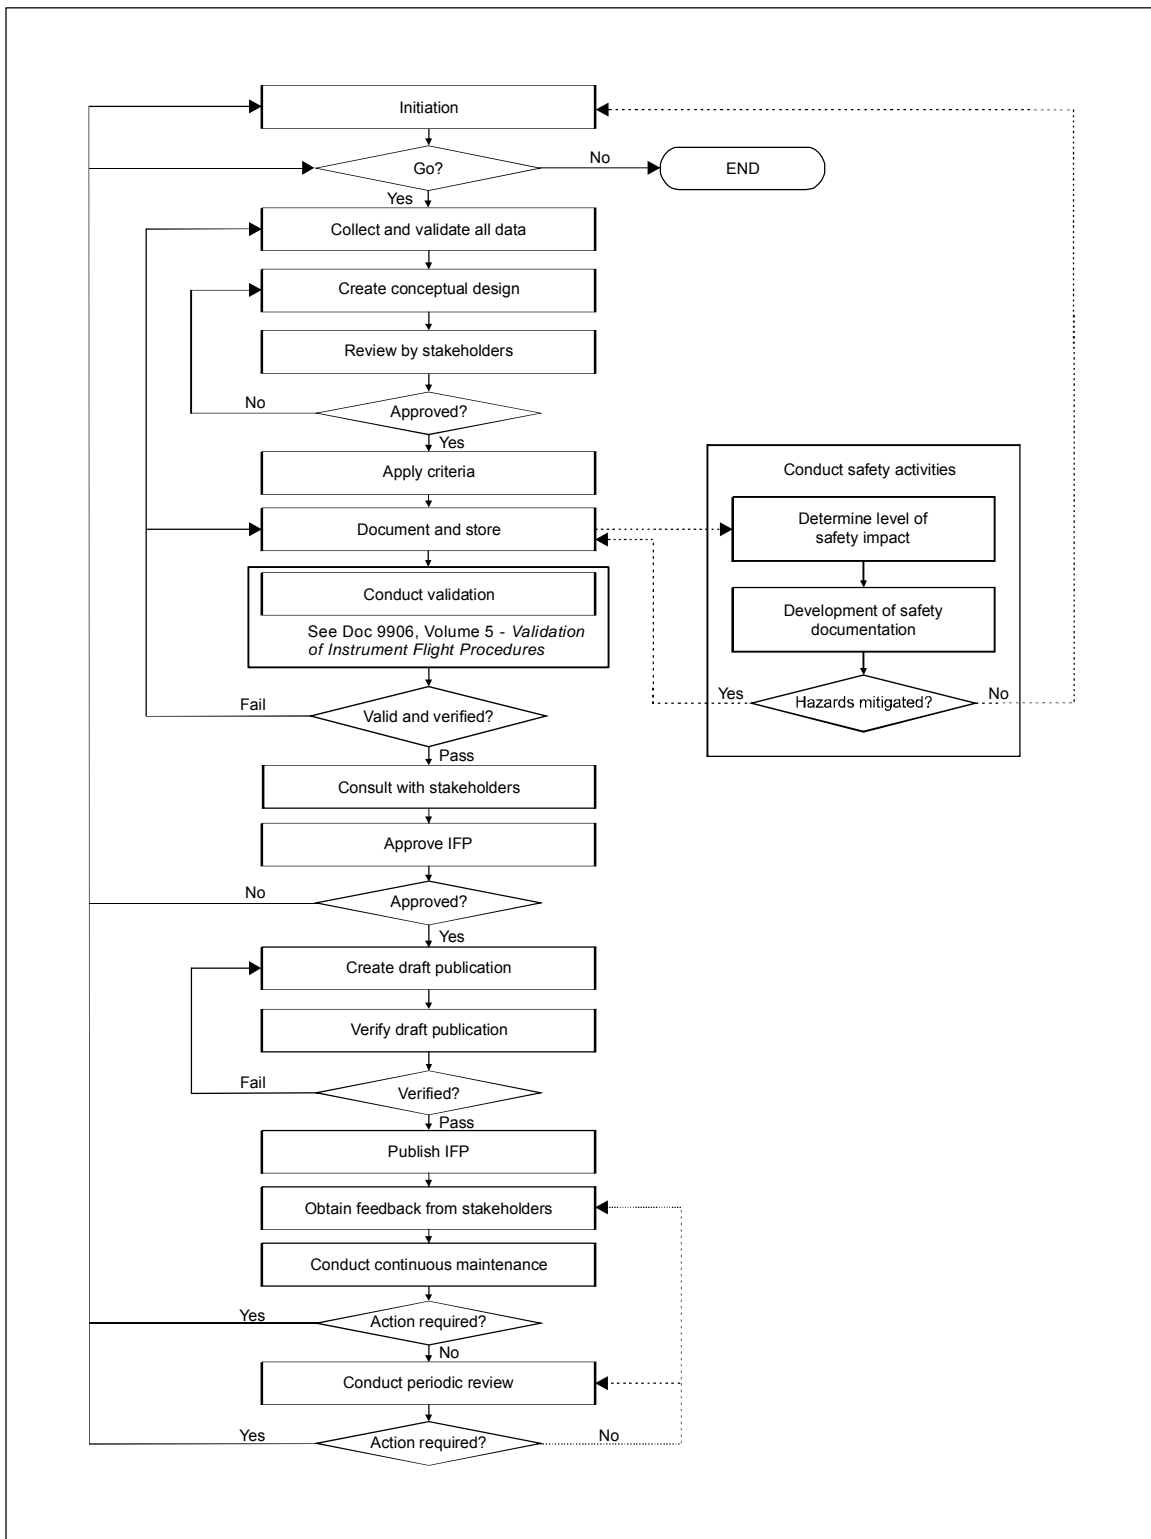 Initiation
Go?
No
END
Yes
Collect and validate all data
Create conceptual design
Review by stakeholders
No
Approved?
Yes
Apply criteria
Document and store
Conduct validation
See Doc 9906, Volume 5 - Validation
of Instrument Flight Procedures
Fail
Valid and verified?
Pass
Conduct safety activities
Determine level of
safety impact
Development of safety
documentation
Yes
Hazards mitigated?
No
Consult with stakeholders
Approve IFP
No
Approved?
Yes
Create draft publication
Verify draft publication
Fail
Verified?
Pass
Publish IFP
Obtain feedback from stakeholders
Conduct continuous maintenance
Yes
Action required?
No
Conduct periodic review
Yes
Action required?
No